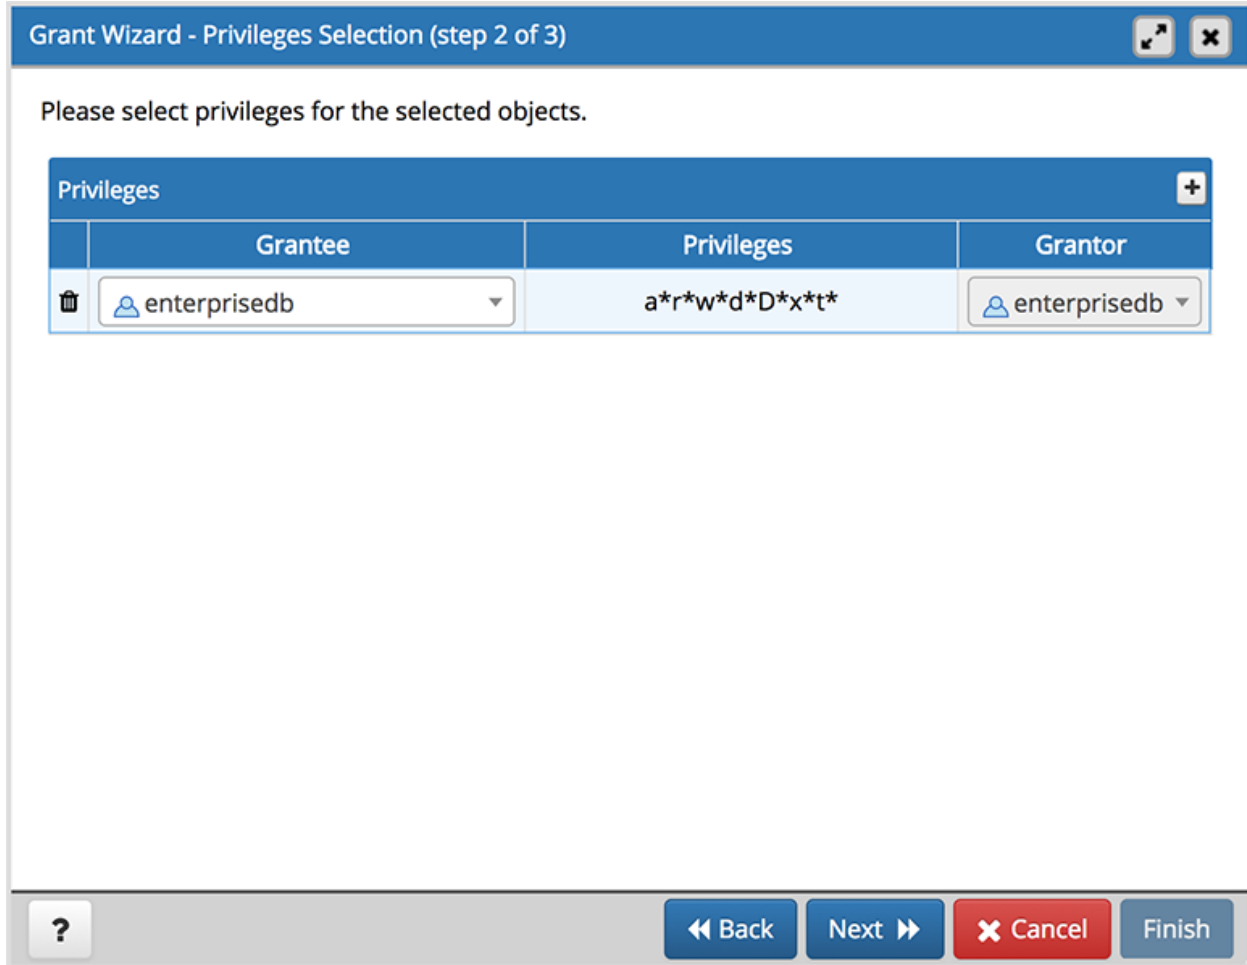 Grant Wizard - Privileges Selection (step 2 of 3)
Please select privileges for the selected objects.
Privileges
Grantee Privileges Grantor
enterprisedb a*r*w*d*D*x*t* enterprisedb
? Back Next Cancel Finish